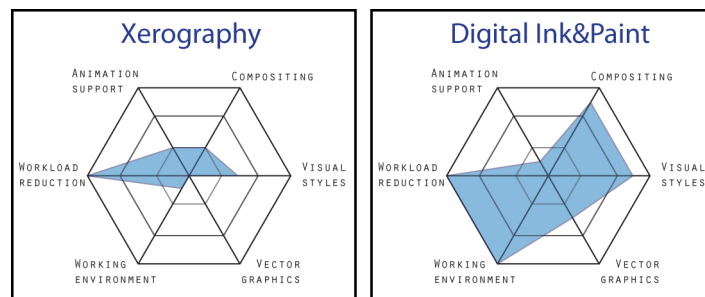 Xerography
ANIMATION
SUPPORT
COMPOSITING
WORKLOAD
REDUCTION
VISUAL
STYLES
WORKING
ENVIRONMENT
VECTOR
GRAPHICS
Digital Ink&Paint
ANIMATION
SUPPORT
COMPOSITING
WORKLOAD
REDUCTION
VISUAL
STYLES
WORKING
ENVIRONMENT
VECTOR
GRAPHICS